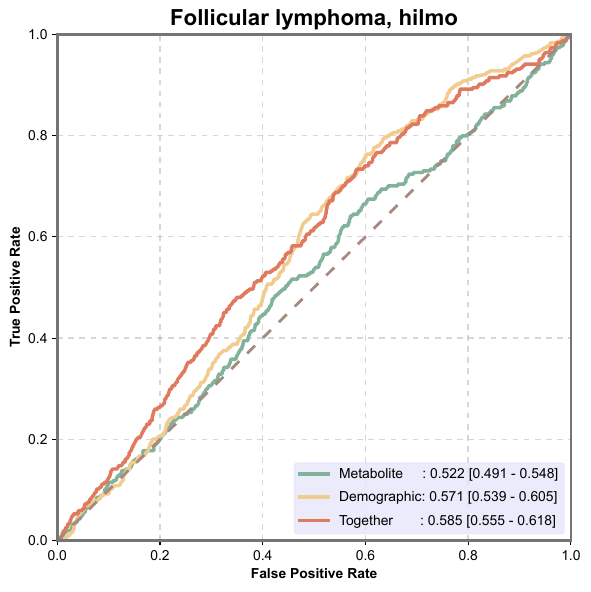 Follicular lymphoma, hilmo
True Positive Rate
1.0
0.8
0.6
0.4
0.2
0.0
Metabolite : 0.522 [0.491 - 0.548]
Demographic: 0.571 [0.539 - 0.605]
Together : 0.585 [0.555 - 0.618]
0.0 0.2 0.4 0.6 0.8 1.0
False Positive Rate